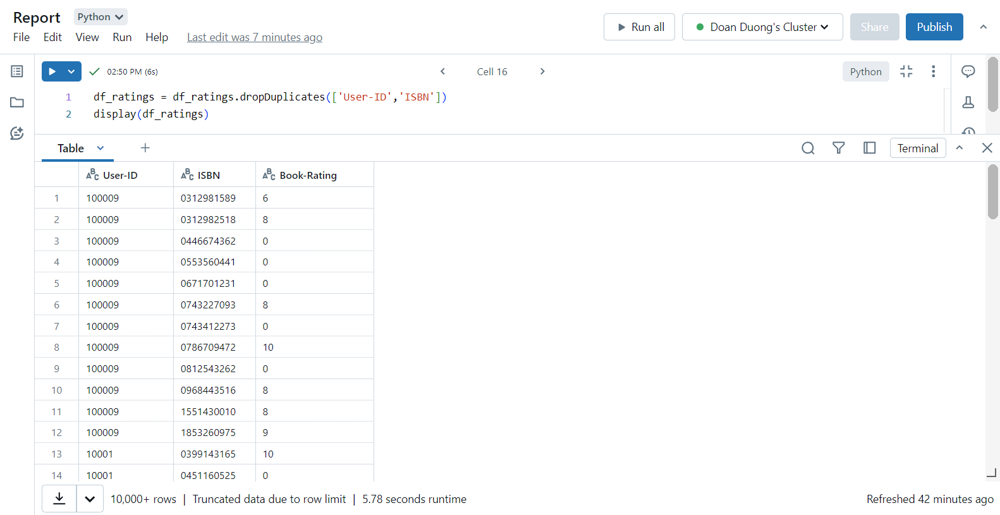 Report Python
File Edit View Run Help Last edit was 7 minutes ago
Run all Doan Duong's Cluster Share Publish
02:50 PM (6s) Cell 16 Python
1 df_ratings = df_ratings.dropDuplicates(['User-ID','ISBN'])
2 display(df_ratings)
Table + Terminal
User-ID ISBN Book-Rating
1 100009 0312981589 6
2 100009 0312982518 8
3 100009 0446674362 0
4 100009 0553560441 0
5 100009 0671701231 0
6 100009 0743227093 8
7 100009 0743412273 0
8 100009 0786709472 10
9 100009 0812543262 0
10 100009 0968443516 8
11 100009 1551430010 8
12 100009 1853260975 9
13 10001 0399143165 10
14 10001 0451160525 0
10,000+ rows | Truncated data due to row limit | 5.78 seconds runtime Refreshed 42 minutes ago